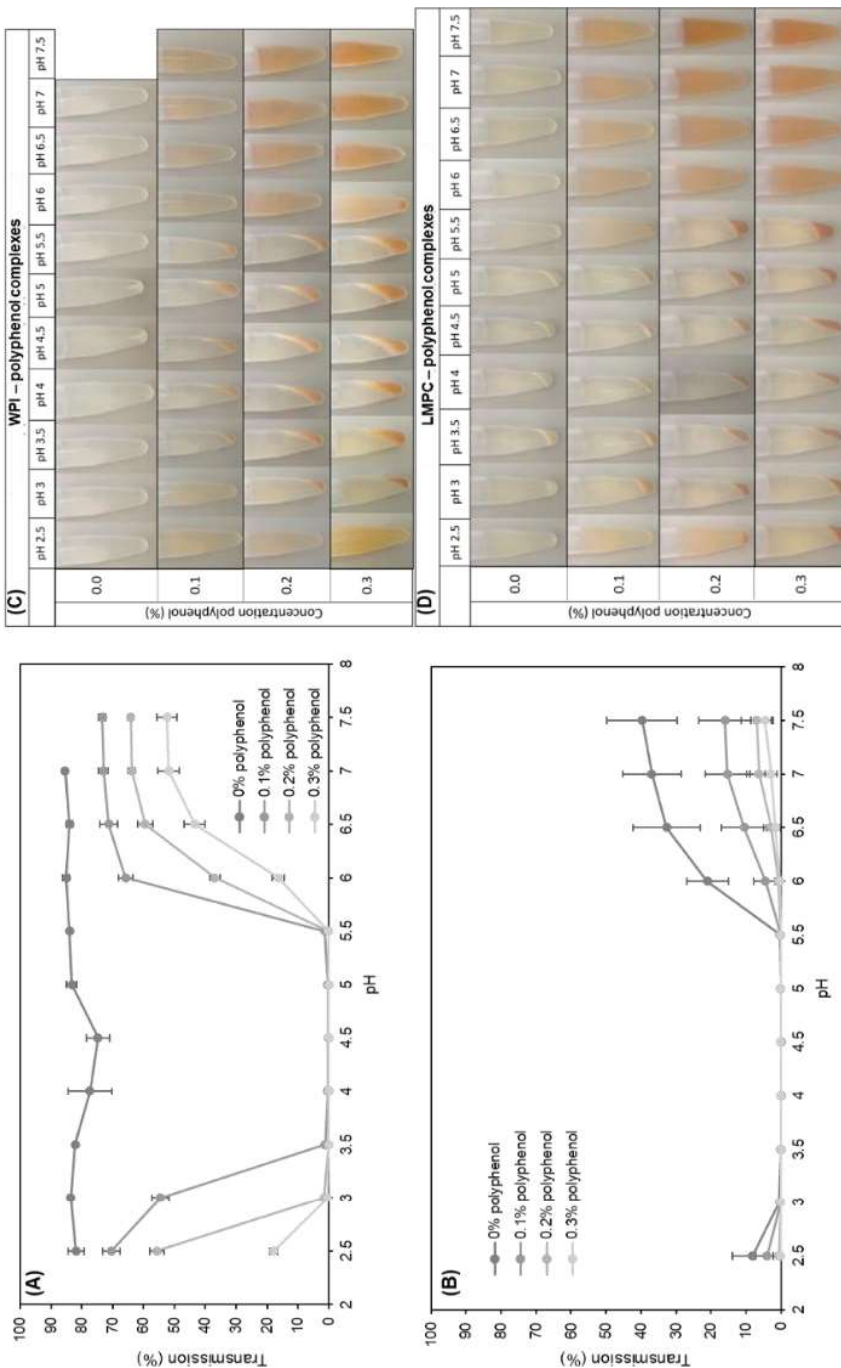 (A)
100
90
80
70
60
50
40
30
20
10
0
Transmission (%)
2 2.5 3 3.5 4 4.5 5 5.5 6 6.5 7 7.5 8
pH
0% polyphenol
0.1% polyphenol
0.2% polyphenol
0.3% polyphenol
(B)
100
90
80
70
60
50
40
30
20
10
0
Transmission (%)
2 2.5 3 3.5 4 4.5 5 5.5 6 6.5 7 7.5 8
pH
0% polyphenol
0.1% polyphenol
0.2% polyphenol
0.3% polyphenol
(C) WPI – polyphenol complexes
pH 2.5 pH 3 pH 3.5 pH 4 pH 4.5 pH 5 pH 5.5 pH 6 pH 6.5 pH 7 pH 7.5
Concentration polyphenol (%)
0.0
0.1
0.2
0.3
(D) LMPC – polyphenol complexes
pH 2.5 pH 3 pH 3.5 pH 4 pH 4.5 pH 5 pH 5.5 pH 6 pH 6.5 pH 7 pH 7.5
Concentration polyphenol (%)
0.0
0.1
0.2
0.3